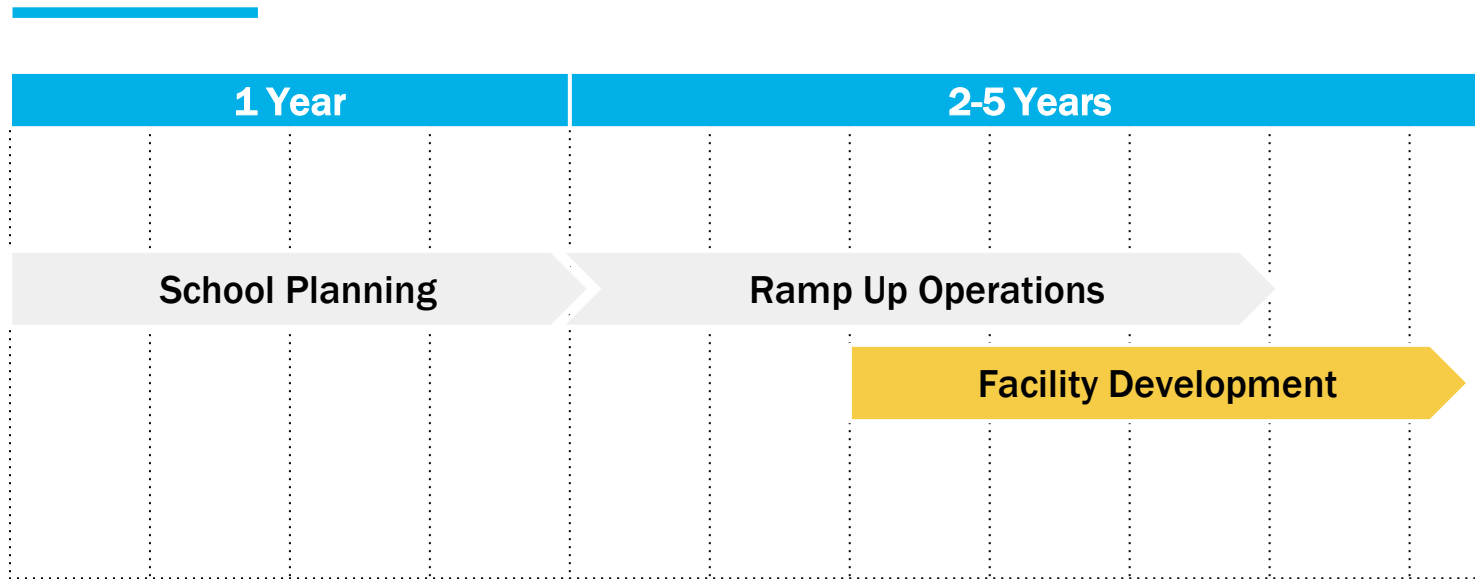 1 Year
2-5 Years
School Planning
Ramp Up Operations
Facility Development